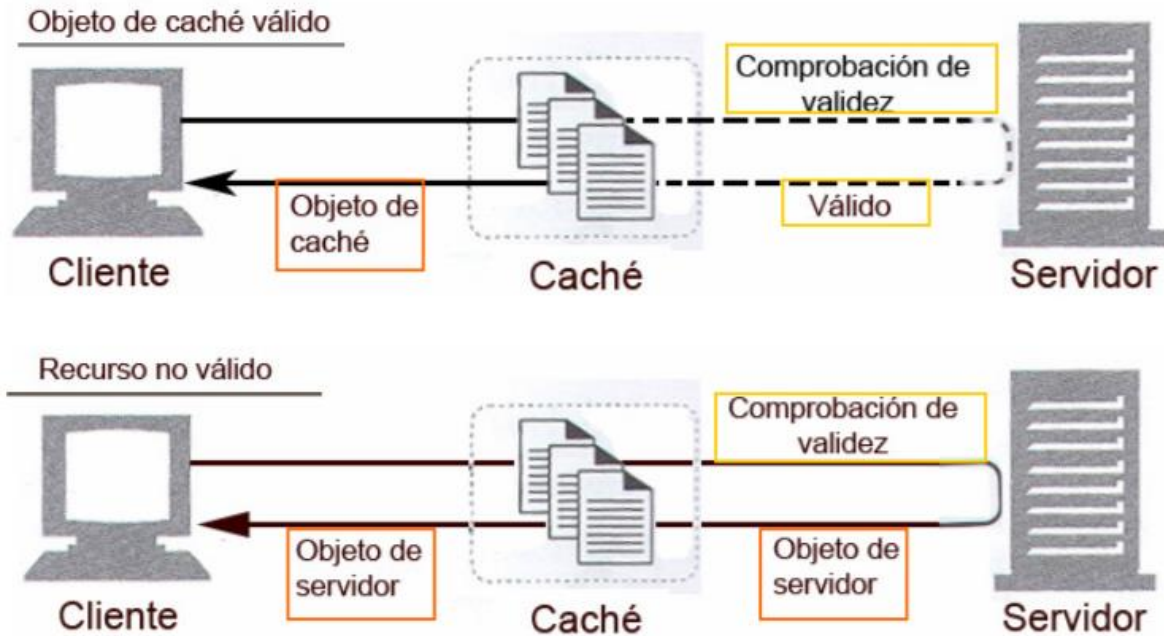 Objeto de caché válido
Comprobación de
validez
Objeto de
caché
Válido
Cliente
Caché
Servidor
Recurso no válido
Comprobación de
validez
Objeto de
servidor
Objeto de
servidor
Cliente
Caché
Servidor